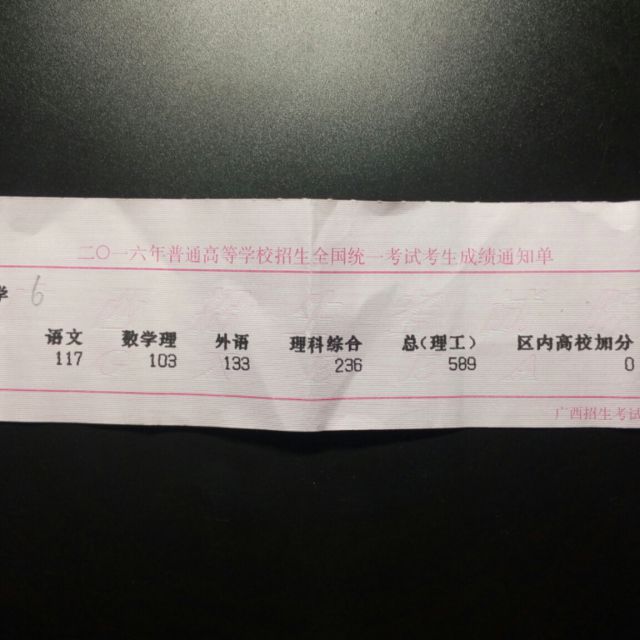 二〇一六年普通高等学校招生全国统一考试考生成绩通知单
学 6
语文 数学理 外语 理科综合 总(理工) 区内高校加分
117 103 133 236 589 0
广西招生考试